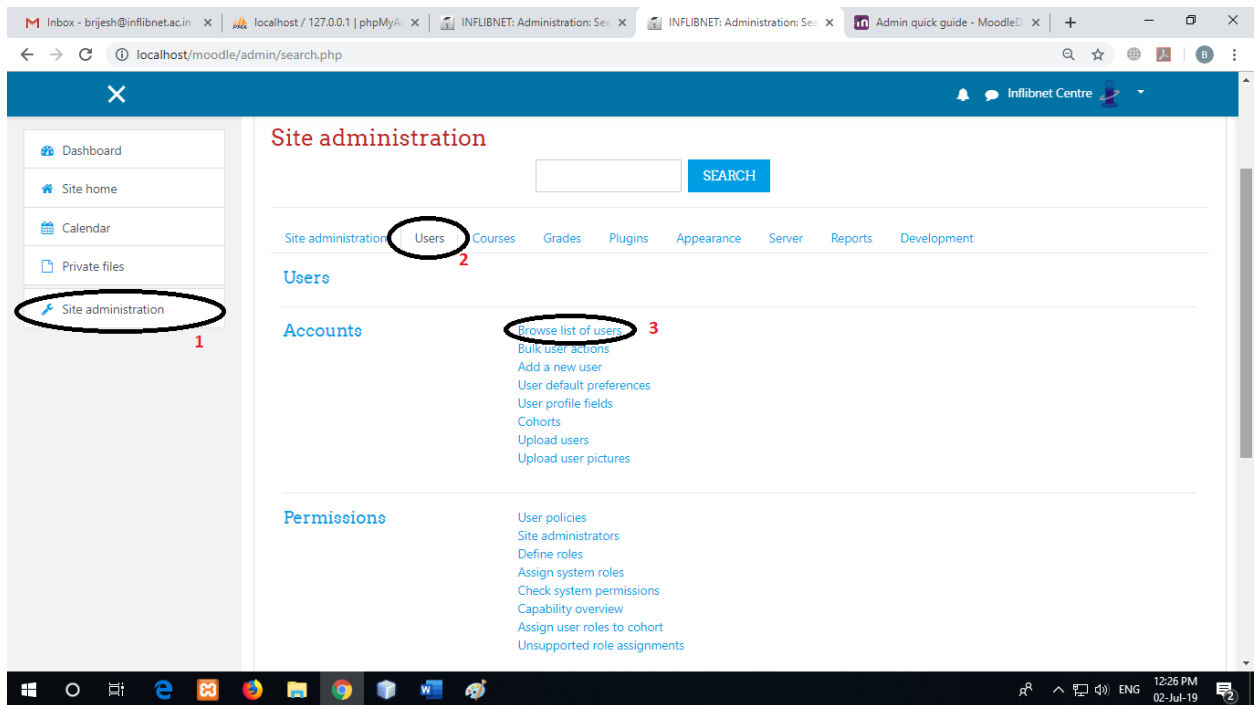 Inbox - brijesh@inflibnet.ac.in
localhost / 127.0.0.1 | phpMyA
INFLIBNET: Administration: Sea
INFLIBNET: Administration: Sea
Admin quick guide - MoodleD
localhost/moodle/admin/search.php
B
Inflibnet Centre
Dashboard
Site home
Calendar
Private files
Site administration
1
Site administration
SEARCH
Site administration Users Courses Grades Plugins Appearance Server Reports Development
2
Users
Accounts
Browse list of users 3
Bulk user actions
Add a new user
User default preferences
User profile fields
Cohorts
Upload users
Upload user pictures
Permissions
User policies
Site administrators
Define roles
Assign system roles
Check system permissions
Capability overview
Assign user roles to cohort
Unsupported role assignments
ENG
12:26 PM
02-Jul-19
2